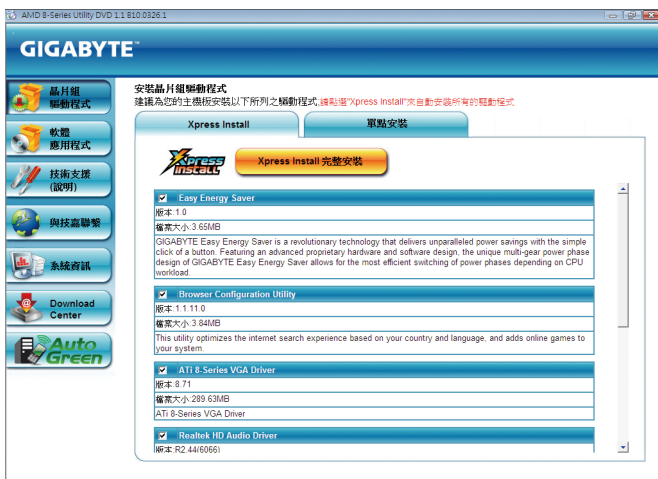 AMD 8-Series Utility DVD 1.1 B10.0326.1
GIGABYTE™
晶片組
驅動程式
軟體
應用程式
技術支援
(說明)
與技嘉聯繫
系統資訊
Download
Center
Auto
Green
安裝晶片組驅動程式
建議為您的主機板安裝以下所列之驅動程式;請點選"Xpress Install"來自動安裝所有的驅動程式
Xpress Install
單點安裝
Xpress
Install
Xpress Install 完整安裝
Easy Energy Saver
版本:1.0
檔案大小:3.65MB
GIGABYTE Easy Energy Saver is a revolutionary technology that delivers unparalleled power savings with the simple
click of a button. Featuring an advanced proprietary hardware and software design, the unique multi-gear power phase
design of GIGABYTE Easy Energy Saver allows for the most efficient switching of power phases depending on CPU
workload.
Browser Configuration Utility
版本:1.1.11.0
檔案大小:3.84MB
This utility optimizes the internet search experience based on your country and language, and adds online games to
your system.
ATi 8-Series VGA Driver
版本:8.71
檔案大小:289.63MB
ATi 8-Series VGA Driver
Realtek HD Audio Driver
版本:R2.44(6066)